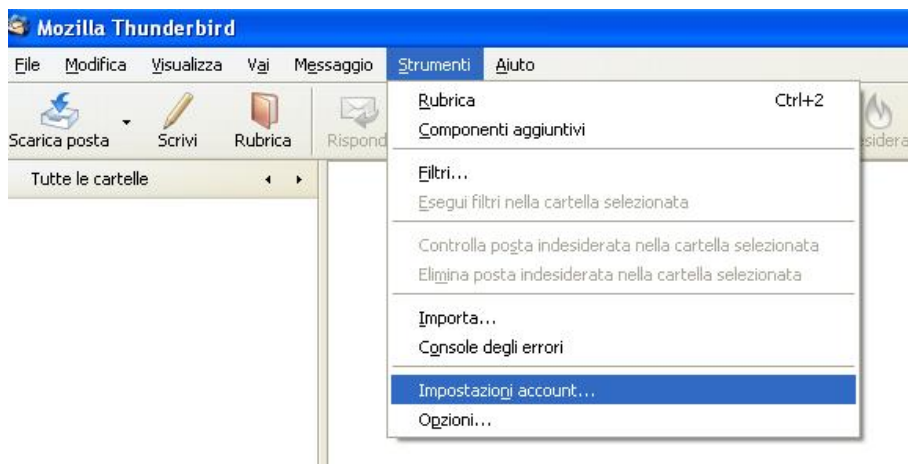 Mozilla Thunderbird
File Modifica Visualizza Vai Messaggio Strumenti Aiuto
Scarica posta Scrivi Rubrica
Tutte le cartelle
Rubrica Ctrl+2
Componenti aggiuntivi
Filtri...
Esegui filtri nella cartella selezionata
Controlla posta indesiderata nella cartella selezionata
Elimina posta indesiderata nella cartella selezionata
Importa...
Console degli errori
Impostazioni account...
Opzioni...